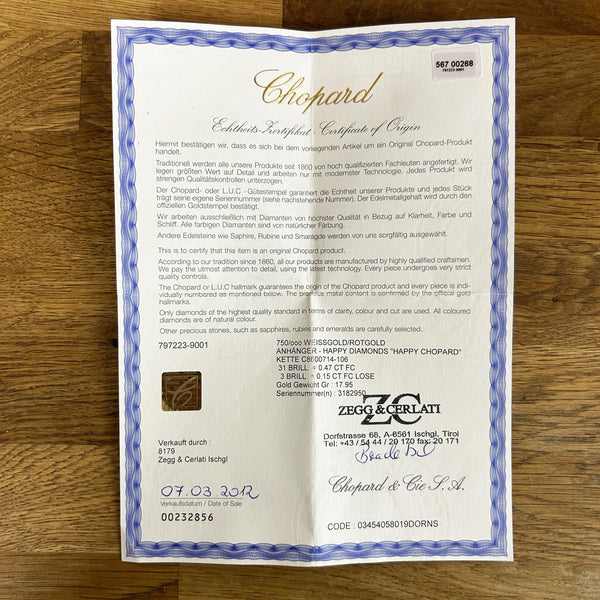 567 00268
797223-9001
Chopard
Echtheits-Zertifikat - Certificate of Origin
Hiermit bestätigen wir, dass es sich bei dem vorliegenden Artikel um ein Original Chopard-Produkt
handelt.
Traditionell werden alle unsere Produkte seit 1860 von hoch qualifizierten Fachleuten angefertigt. Wir
legen größten Wert auf Detail und arbeiten nur mit modernster Technologie. Jedes Produkt wird
strengen Qualitätskontrollen unterzogen.
Der Chopard- oder L.U.C -Gütestempel garantiert die Echtheit unserer Produkte und jedes Stück
trägt seine eigene Seriennummer (siehe nachstehende Nummer). Der Edelmetallgehalt wird durch den
offiziellen Goldstempel bestätigt.
Wir arbeiten ausschließlich mit Diamanten von höchster Qualität in Bezug auf Klarheit, Farbe und
Schliff. Alle farbigen Diamanten sind von natürlicher Färbung.
Andere Edelsteine wie Saphire, Rubine und Smaragde werden von uns sorgfältig ausgewählt.
This is to certify that this item is an original Chopard product.
According to our tradition since 1860, all our products are manufactured by highly qualified craftsmen.
We pay the utmost attention to detail, using the latest technology. Every piece undergoes very strict
quality controls.
The Chopard or L.U.C hallmark guarantees the origin of the Chopard product and every piece is in-
dividually numbered as mentioned below. The precious metal content is confirmed by the official gold
hallmarks.
Only diamonds of the highest quality standard in terms of clarity, colour and cut are used. All coloured
diamonds are of natural colour.
Other precious stones, such as sapphires, rubies and emeralds are carefully selected.
797223-9001
750/ooo WEISSGOLD/ROTGOLD
ANHÄNGER - HAPPY DIAMONDS "HAPPY CHOPARD"
KETTE C8600714-106
31 BRILL = 0.47 CT FC
3 BRILL = 0.15 CT FC LOSE
Gold Gewicht Gr : 17.95
Seriennummer(n) : 3182950
ZC
ZEGG & CERLATI
Dorfstrasse 68, A-6561 Ischgl, Tirol
Tel: +43 / 54 44 / 20 170 fax: 20 171
Verkauft durch :
8179
Zegg & Cerlati Ischgl
Chopard & Cie S.A.
07.03.2012
Verkaufsdatum / Date of Sale
00232856
CODE : 03454058019DORNS